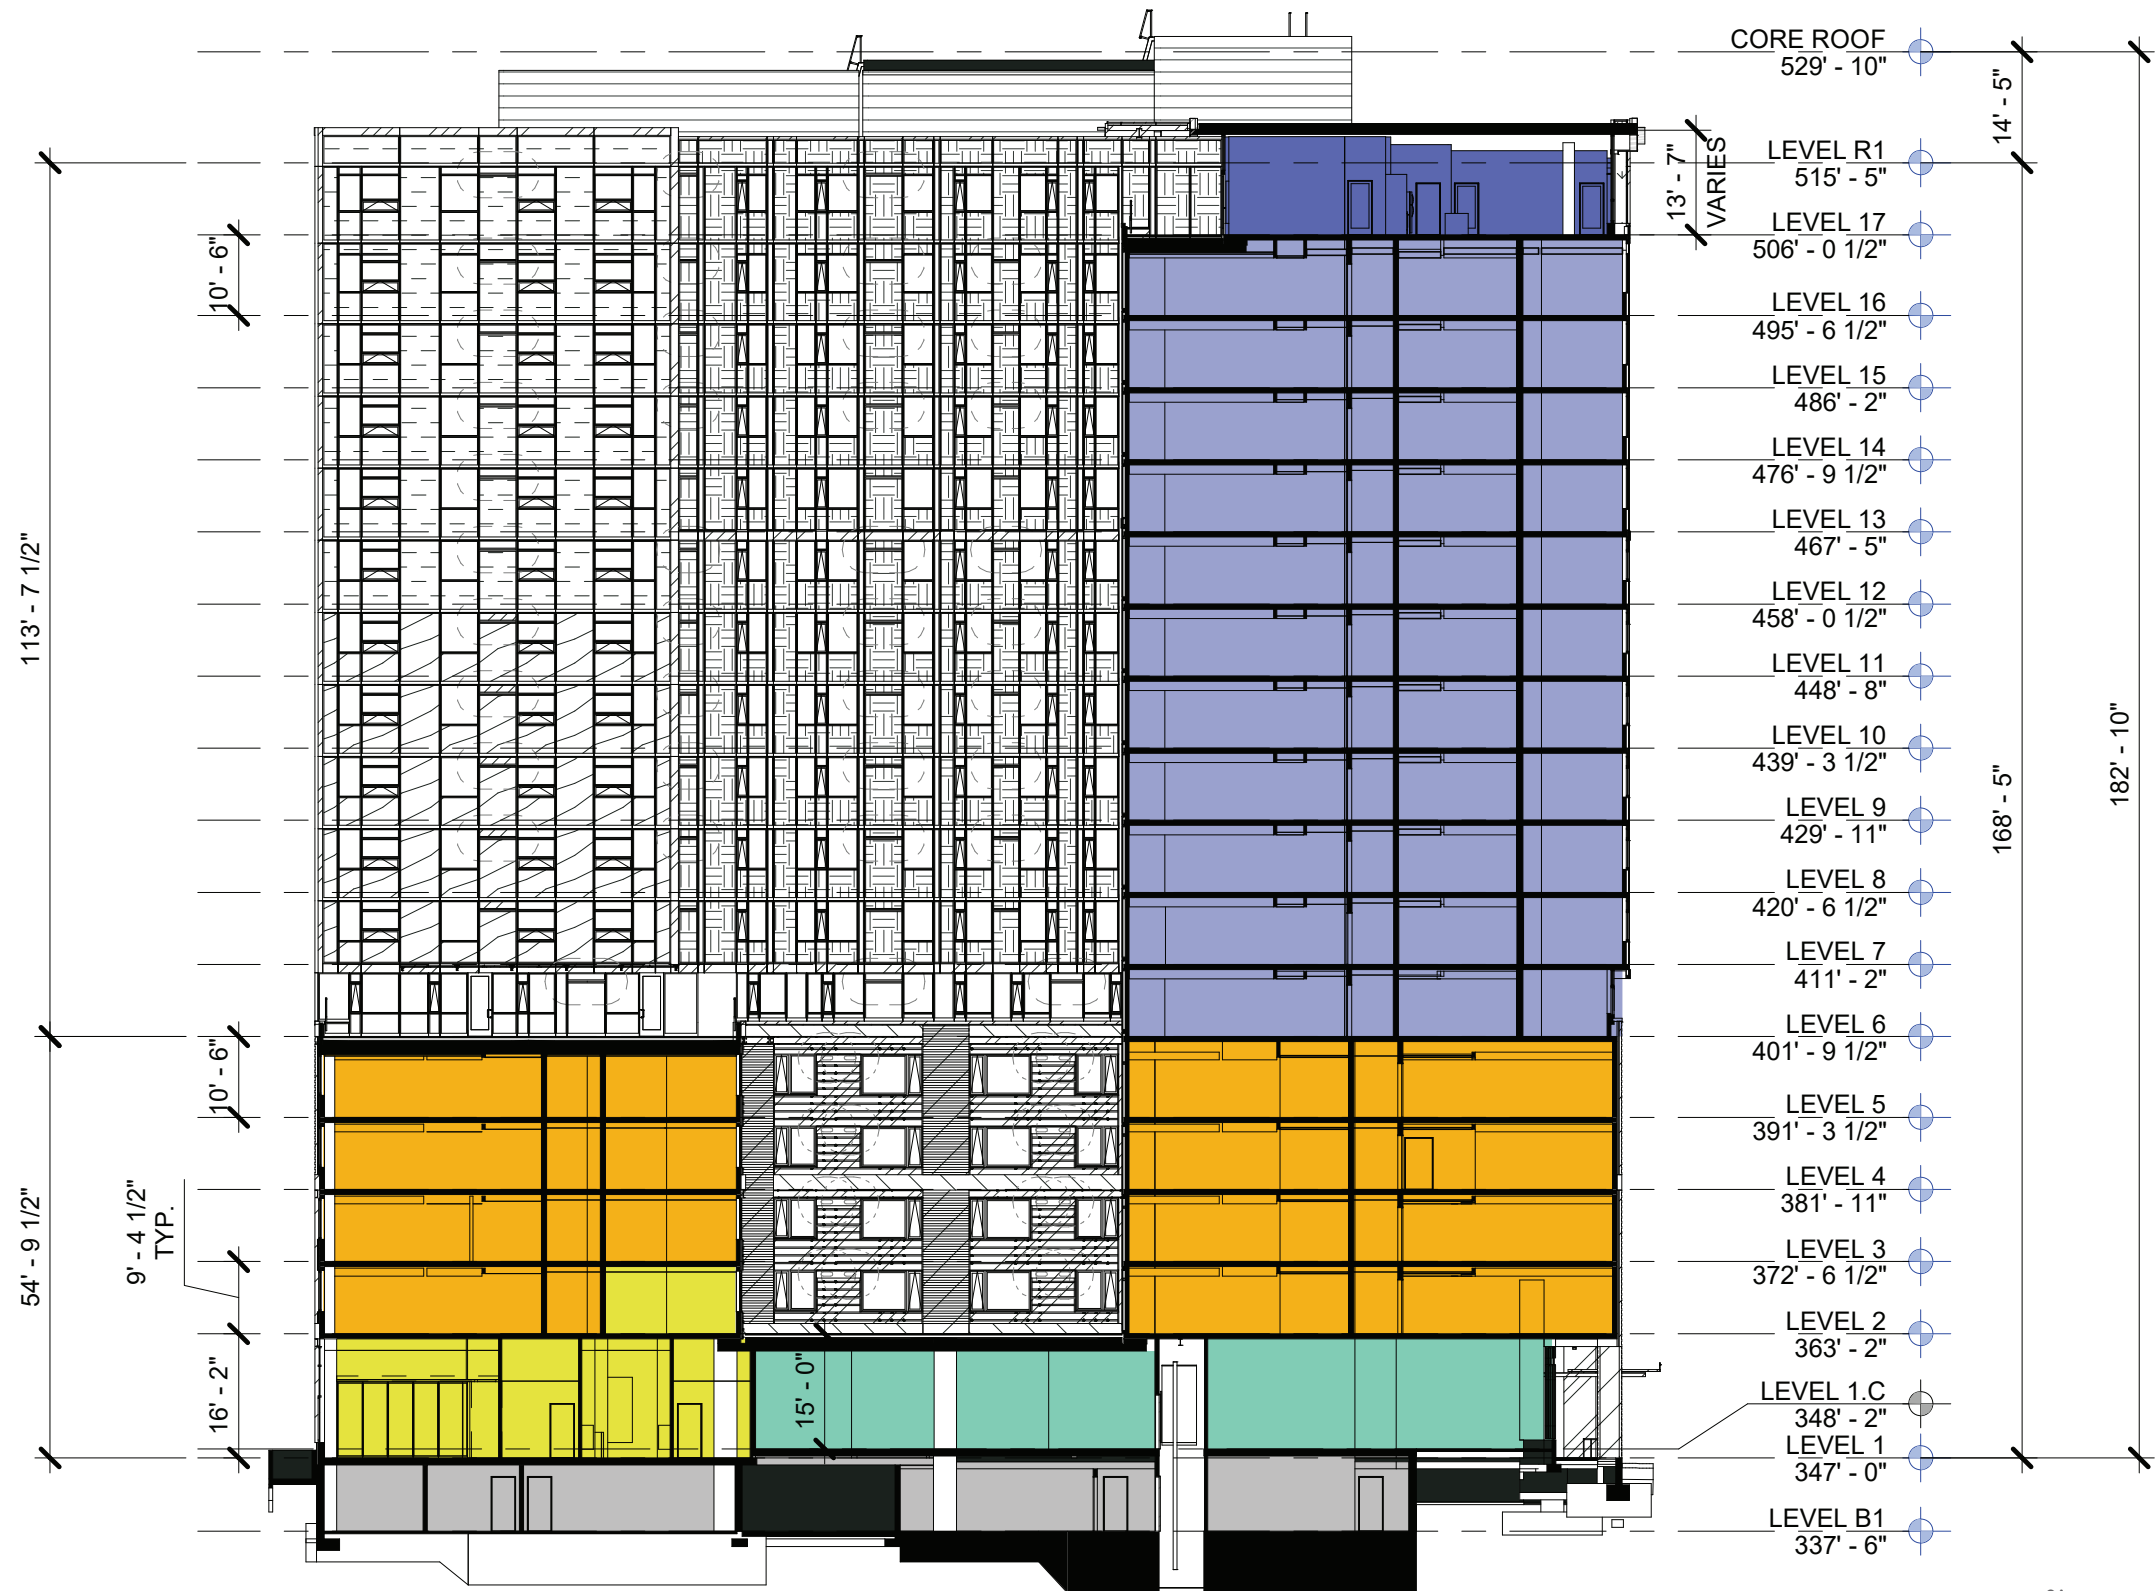 CORE ROOF
529' - 10"
14' - 5"
LEVEL R1
515' - 5"
13' - 7"
VARIES
LEVEL 17
506' - 0 1/2"
10' - 6"
LEVEL 16
495' - 6 1/2"
LEVEL 15
486' - 2"
LEVEL 14
476' - 9 1/2"
LEVEL 13
467' - 5"
113' - 7 1/2"
LEVEL 12
458' - 0 1/2"
LEVEL 11
448' - 8"
LEVEL 10
439' - 3 1/2"
182' - 10"
168' - 5"
LEVEL 9
429' - 11"
LEVEL 8
420' - 6 1/2"
LEVEL 7
411' - 2"
LEVEL 6
401' - 9 1/2"
10' - 6"
LEVEL 5
391' - 3 1/2"
LEVEL 4
381' - 11"
9' - 4 1/2"
TYP.
54' - 9 1/2"
LEVEL 3
372' - 6 1/2"
LEVEL 2
363' - 2"
16' - 2"
15' - 0"
LEVEL 1.C
348' - 2"
LEVEL 1
347' - 0"
LEVEL B1
337' - 6"